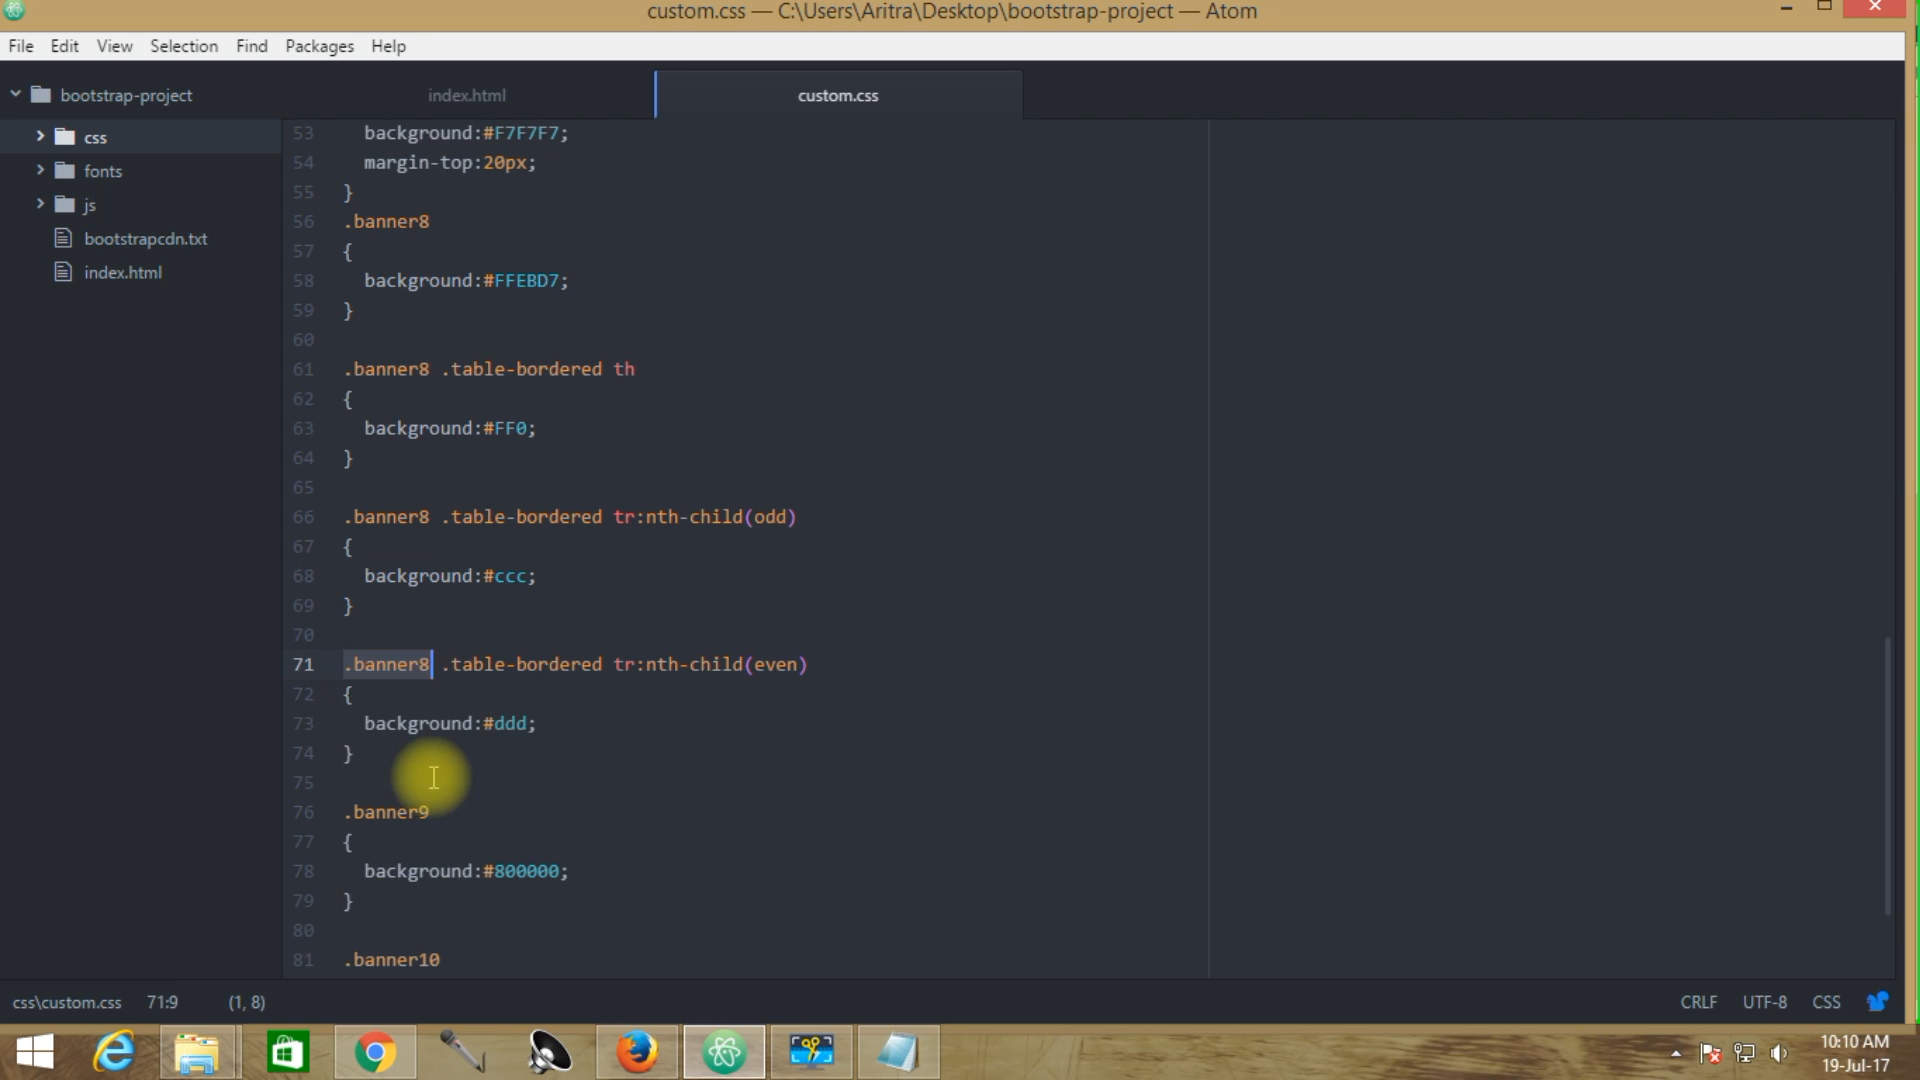 custom.css — C:\Users\Aritra\Desktop\bootstrap-project — Atom
File Edit View Selection Find Packages Help
bootstrap-project
css
fonts
js
bootstrapcdn.txt
index.html
index.html
custom.css
53 background:#F7F7F7;
54 margin-top:20px;
55 }
56 .banner8
57 {
58 background:#FFEBD7;
59 }
60
61 .banner8 .table-bordered th
62 {
63 background:#FF0;
64 }
65
66 .banner8 .table-bordered tr:nth-child(odd)
67 {
68 background:#ccc;
69 }
70
71 .banner8 .table-bordered tr:nth-child(even)
72 {
73 background:#ddd;
74 }
75
76 .banner9
77 {
78 background:#800000;
79 }
80
81 .banner10
css\custom.css 71:9 (1, 8)
CRLF UTF-8 CSS
10:10 AM
19-Jul-17